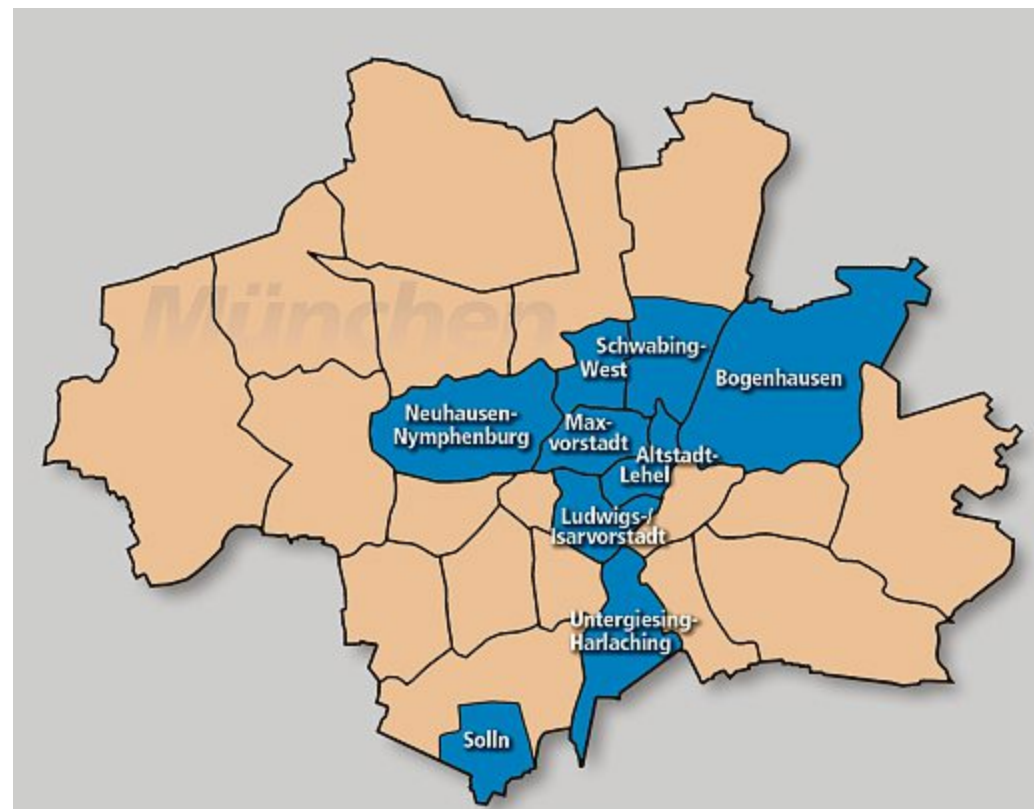 München
Schwabing-
West
Bogenhausen
Neuhausen-
Nymphenburg
Max-
vorstadt
Altstadt-
Lehel
Ludwigs-/
Isarvorstadt
Untergiesing-
Harlaching
Solln